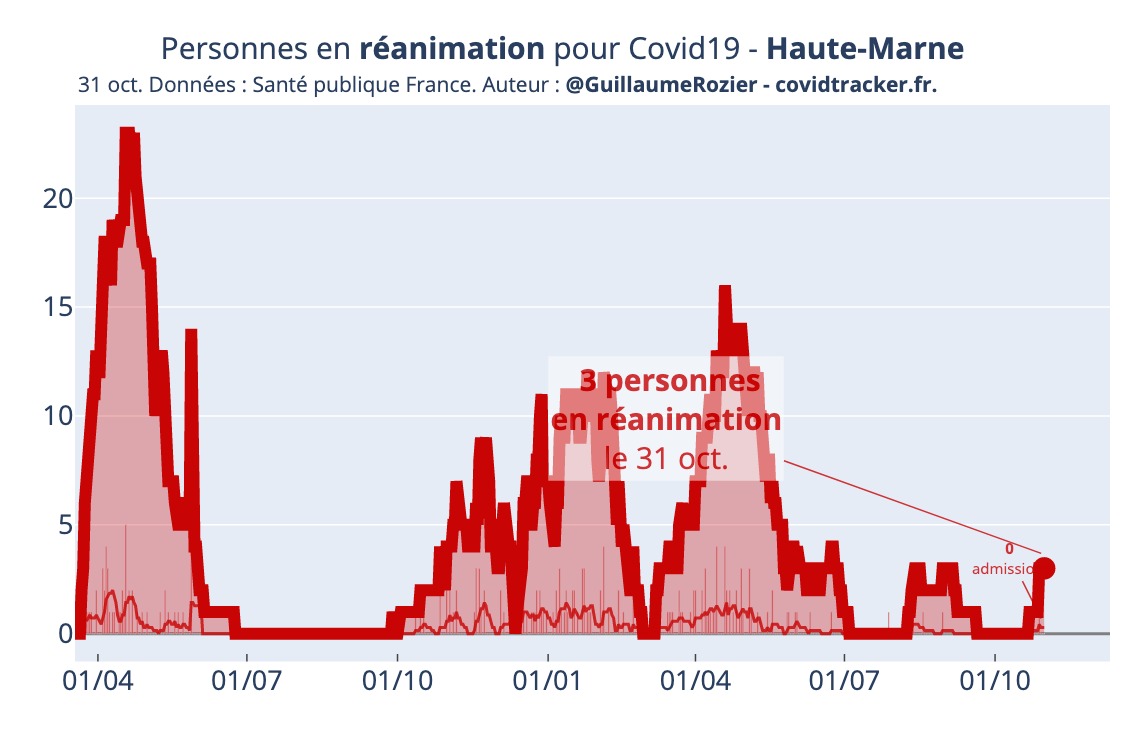 Personnes en réanimation pour Covid19 - Haute-Marne
31 oct. Données : Santé publique France. Auteur : @GuillaumeRozier - covidtracker.fr.
20
15
10
5
0
3 personnes
en réanimation
le 31 oct.
0
admissio
01/04 01/07 01/10 01/01 01/04 01/07 01/10